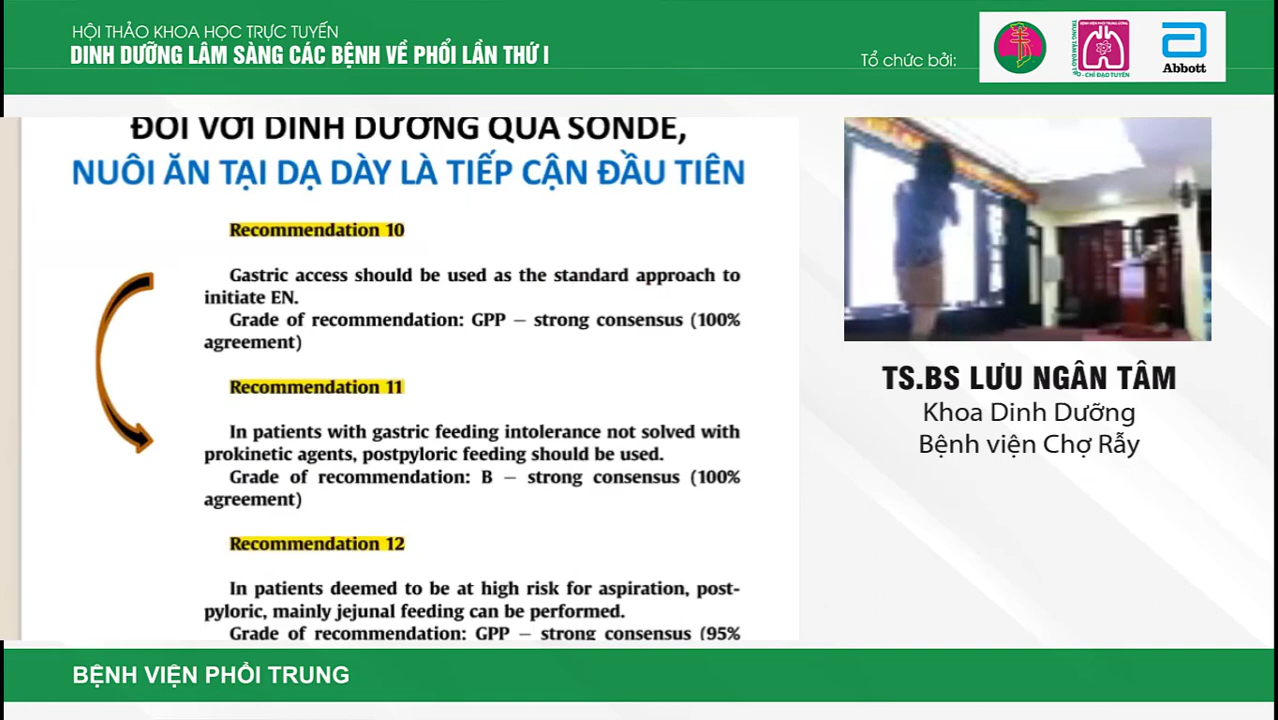 HỘI THẢO KHOA HỌC TRỰC TUYẾN
DINH DƯỠNG LÂM SÀNG CÁC BỆNH VỀ PHỔI LẦN THỨ I
Tổ chức bởi:
Abbott
ĐỐI VỚI DINH DƯỠNG QUA SONDE,
NUÔI ĂN TẠI DẠ DÀY LÀ TIẾP CẬN ĐẦU TIÊN
Recommendation 10
Gastric access should be used as the standard approach to
initiate EN.
Grade of recommendation: GPP – strong consensus (100%
agreement)
Recommendation 11
In patients with gastric feeding intolerance not solved with
prokinetic agents, postpyloric feeding should be used.
Grade of recommendation: B – strong consensus (100%
agreement)
Recommendation 12
In patients deemed to be at high risk for aspiration, post-
pyloric, mainly jejunal feeding can be performed.
Grade of recommendation: GPP – strong consensus (95%
TS.BS LƯU NGÂN TÂM
Khoa Dinh Dưỡng
Bệnh viện Chợ Rẫy
BỆNH VIỆN PHỔI TRUNG